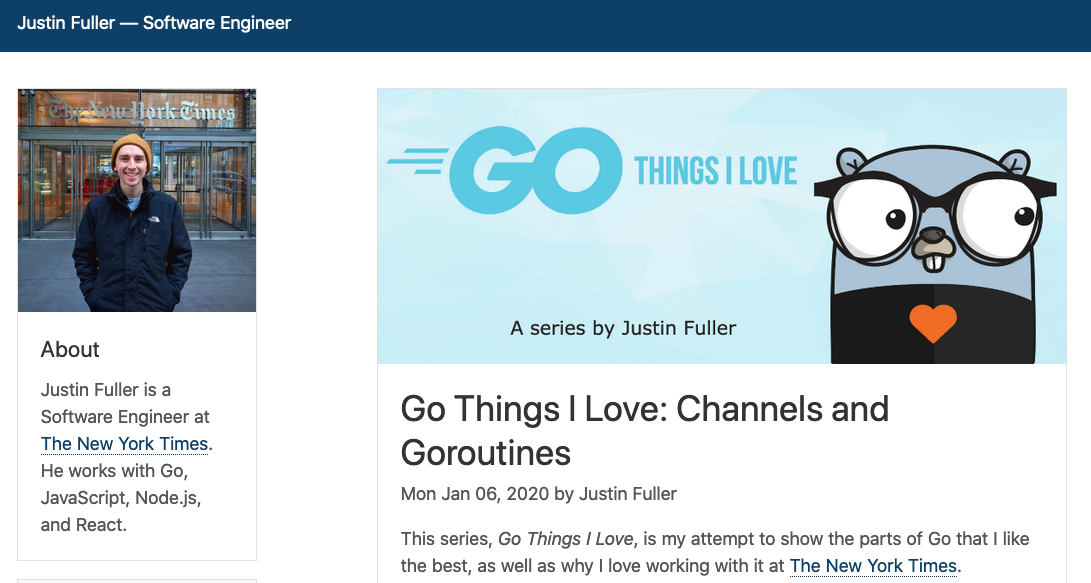 Justin Fuller — Software Engineer
The New York Times
About
Justin Fuller is a
Software Engineer at
The New York Times.
He works with Go,
JavaScript, Node.js,
and React.
GO THINGS I LOVE
A series by Justin Fuller
Go Things I Love: Channels and
Goroutines
Mon Jan 06, 2020 by Justin Fuller
This series, Go Things I Love, is my attempt to show the parts of Go that I like
the best, as well as why I love working with it at The New York Times.